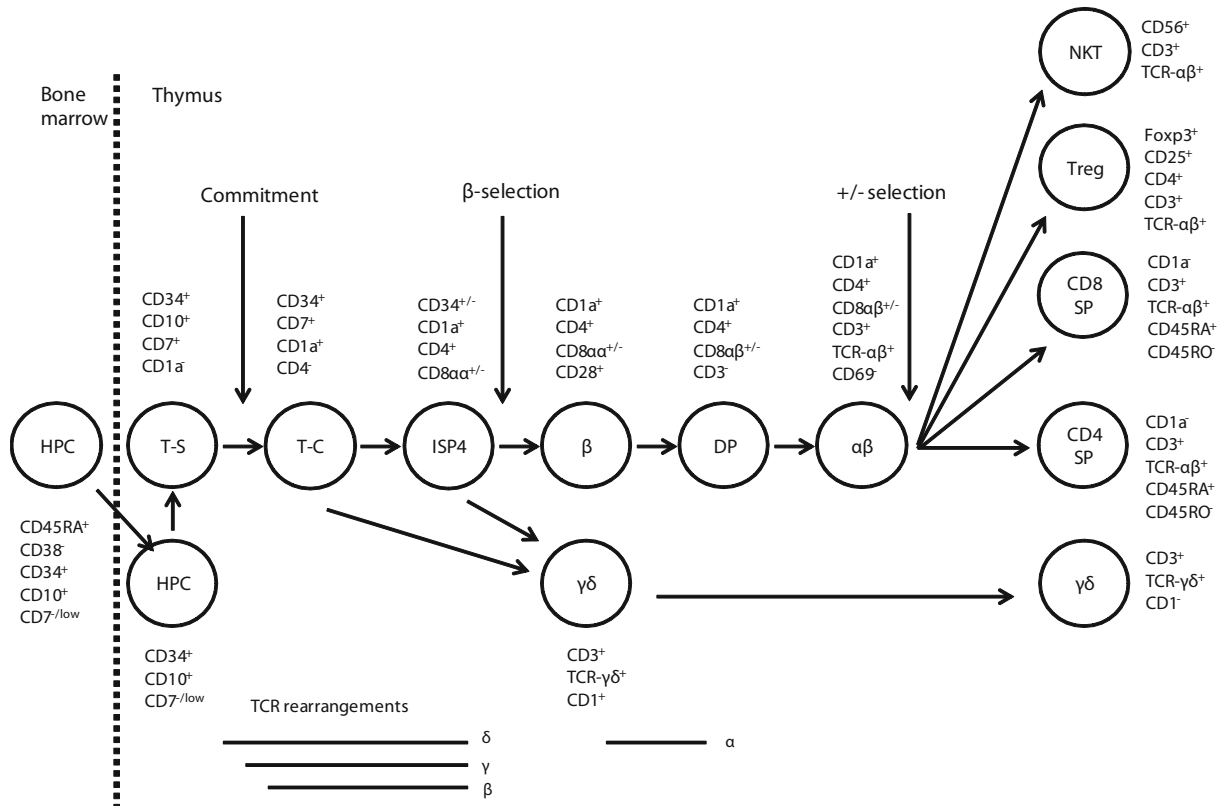 Bone
marrow
Thymus
Commitment
β-selection
+/- selection
CD34⁺
CD10⁺
CD7⁺
CD1a⁻
CD34⁺
CD7⁺
CD1a⁺
CD4⁻
CD34⁺/⁻
CD1a⁺
CD4⁺
CD8αα⁺/⁻
CD1a⁺
CD4⁺
CD8αα⁺/⁻
CD28⁺
CD1a⁺
CD4⁺
CD8αβ⁺/⁻
CD3⁻
CD1a⁺
CD4⁺
CD8αβ⁺/⁻
CD3⁺
TCR-αβ⁺
CD69⁻
HPC
T-S
T-C
ISP4
β
DP
αβ
NKT
CD56⁺
CD3⁺
TCR-αβ⁺
Treg
Foxp3⁺
CD25⁺
CD4⁺
CD3⁺
TCR-αβ⁺
CD8
SP
CD1a⁻
CD3⁺
TCR-αβ⁺
CD45RA⁺
CD45RO⁻
CD4
SP
CD1a⁻
CD3⁺
TCR-αβ⁺
CD45RA⁺
CD45RO⁻
CD45RA⁺
CD38⁻
CD34⁺
CD10⁺
CD7⁻/low
HPC
CD34⁺
CD10⁺
CD7⁻/low
γδ
CD3⁺
TCR-γδ⁺
CD1⁺
γδ
CD3⁺
TCR-γδ⁺
CD1⁻
TCR rearrangements
δ
γ
β
α